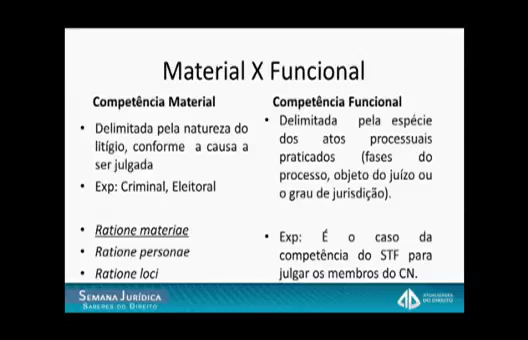 Material X Funcional
Competência Material
• Delimitada pela natureza do
litígio, conforme a causa a
ser julgada
• Exp: Criminal, Eleitoral
• Ratione materiae
• Ratione personae
• Ratione loci
Competência Funcional
• Delimitada pela espécie
dos atos processuais
praticados (fases do
processo, objeto do juízo ou
o grau de jurisdição).
• Exp: É o caso da
competência do STF para
julgar os membros do CN.
SEMANA JURÍDICA
SABERES DO DIREITO
DO DIREITO